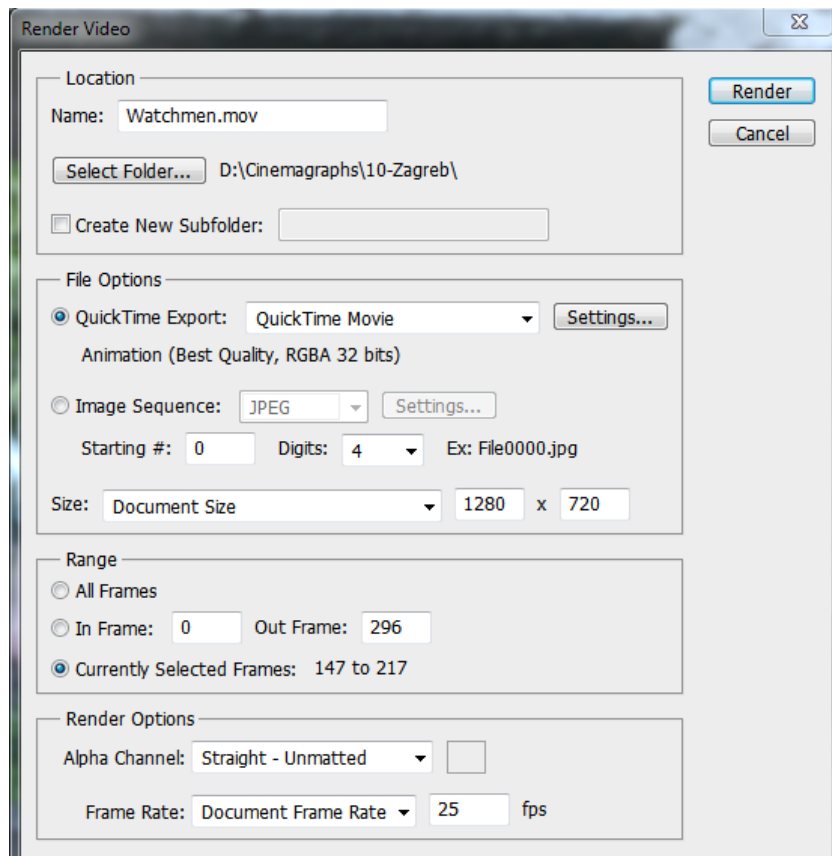 Render Video
Location
Render
Name: Watchmen.mov
Cancel
Select Folder... D:\Cinemagraphs\10-Zagreb\
Create New Subfolder:
File Options
QuickTime Export: QuickTime Movie Settings...
Animation (Best Quality, RGBA 32 bits)
Image Sequence: JPEG Settings...
Starting #: 0 Digits: 4 Ex: File0000.jpg
Size: Document Size 1280 x 720
Range
All Frames
In Frame: 0 Out Frame: 296
Currently Selected Frames: 147 to 217
Render Options
Alpha Channel: Straight - Unmatted
Frame Rate: Document Frame Rate 25 fps